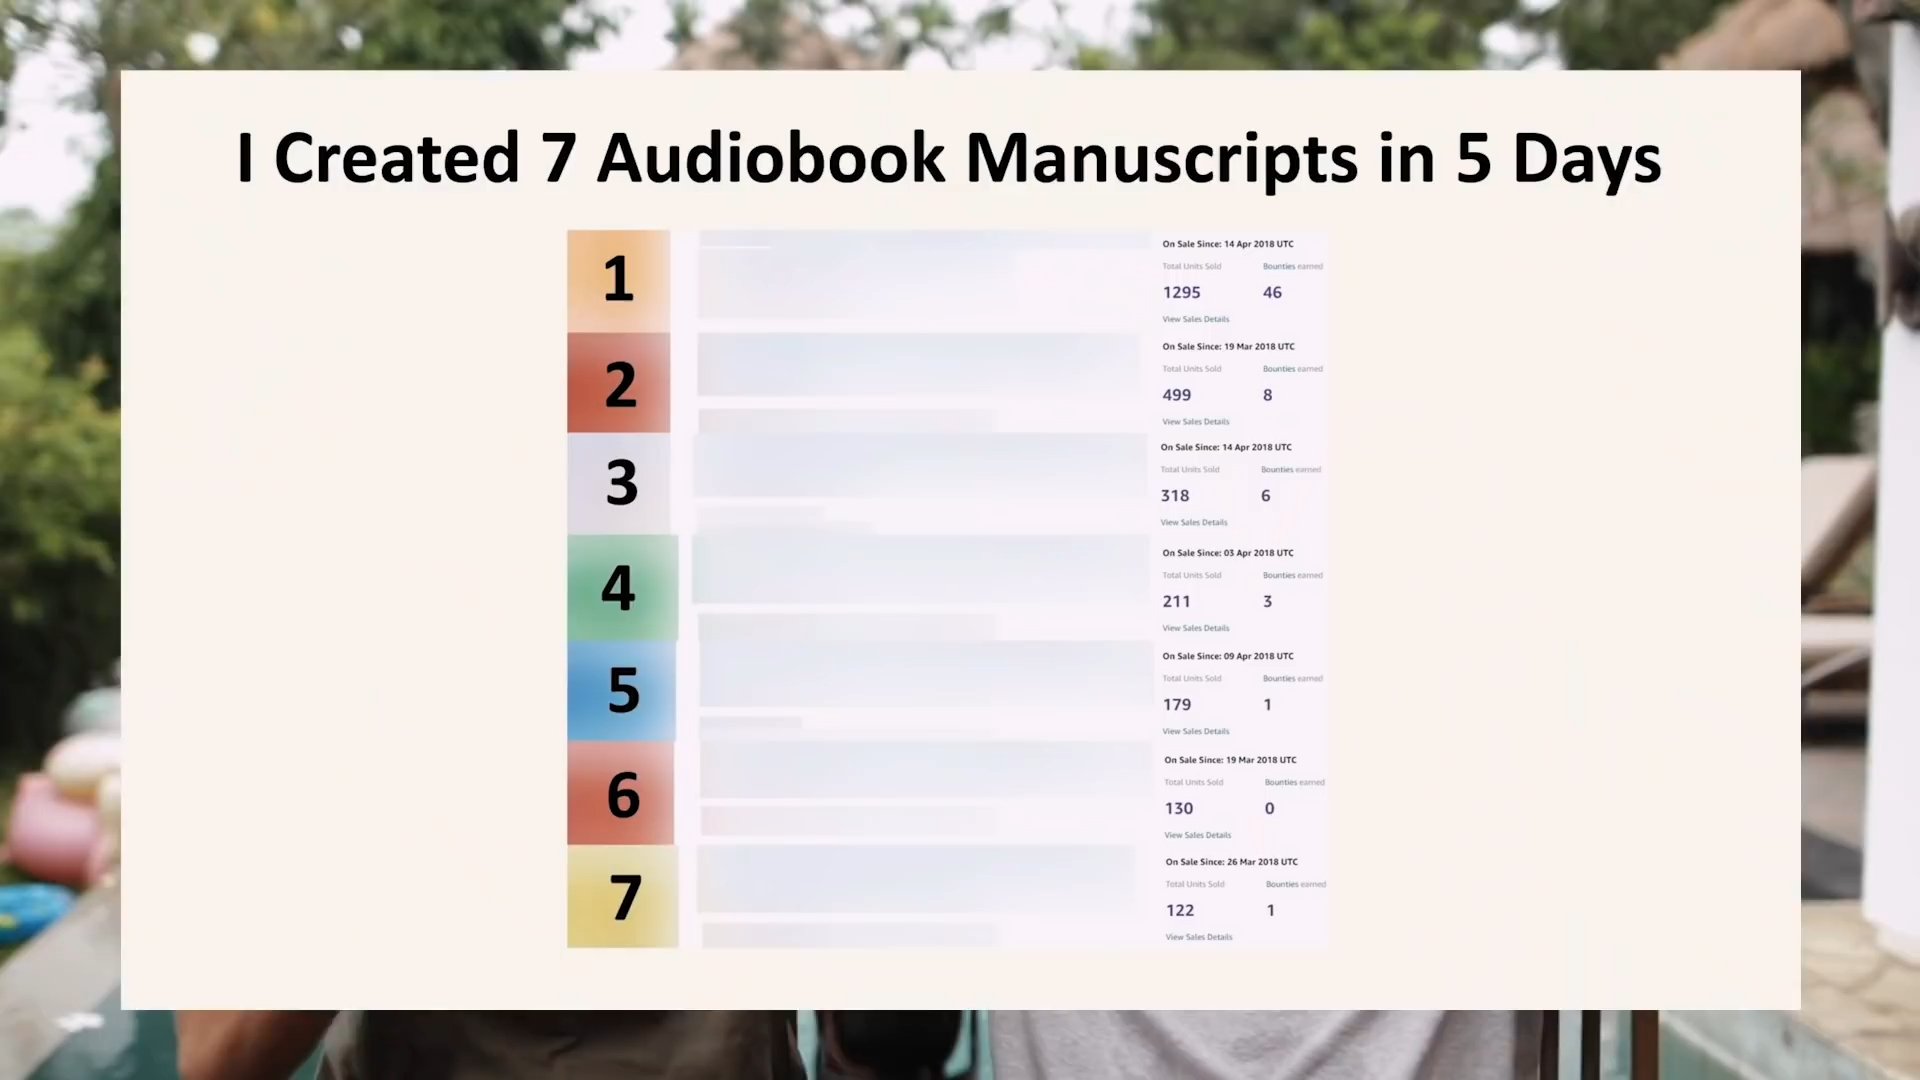 I Created 7 Audiobook Manuscripts in 5 Days
1
On Sale Since: 14 Apr 2018 UTC
Total Units Sold Bounties earned
1295 46
View Sales Details
2
On Sale Since: 19 Mar 2018 UTC
Total Units Sold Bounties earned
499 8
View Sales Details
3
On Sale Since: 14 Apr 2018 UTC
Total Units Sold Bounties earned
318 6
View Sales Details
4
On Sale Since: 03 Apr 2018 UTC
Total Units Sold Bounties earned
211 3
View Sales Details
5
On Sale Since: 09 Apr 2018 UTC
Total Units Sold Bounties earned
179 1
View Sales Details
6
On Sale Since: 19 Mar 2018 UTC
Total Units Sold Bounties earned
130 0
View Sales Details
7
On Sale Since: 26 Mar 2018 UTC
Total Units Sold Bounties earned
122 1
View Sales Details